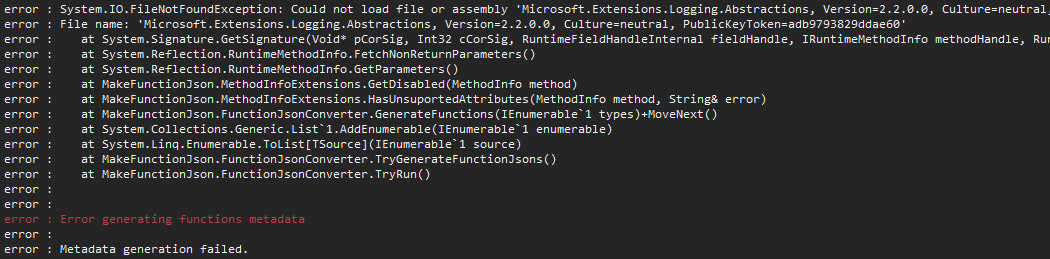 error : System.IO.FileNotFoundException: Could not load file or assembly 'Microsoft.Extensions.Logging.Abstractions, Version=2.2.0.0, Culture=neutral,
error : File name: 'Microsoft.Extensions.Logging.Abstractions, Version=2.2.0.0, Culture=neutral, PublicKeyToken=adb9793829ddae60'
error :    at System.Signature.GetSignature(Void* pCorSig, Int32 cCorSig, RuntimeFieldHandleInternal fieldHandle, IRuntimeMethodInfo methodHandle, Run
error :    at System.Reflection.RuntimeMethodInfo.FetchNonReturnParameters()
error :    at System.Reflection.RuntimeMethodInfo.GetParameters()
error :    at MakeFunctionJson.MethodInfoExtensions.GetDisabled(MethodInfo method)
error :    at MakeFunctionJson.MethodInfoExtensions.HasUnsuportedAttributes(MethodInfo method, String& error)
error :    at MakeFunctionJson.FunctionJsonConverter.GenerateFunctions(IEnumerable`1 types)+MoveNext()
error :    at System.Collections.Generic.List`1.AddEnumerable(IEnumerable`1 enumerable)
error :    at System.Linq.Enumerable.ToList[TSource](IEnumerable`1 source)
error :    at MakeFunctionJson.FunctionJsonConverter.TryGenerateFunctionJsons()
error :    at MakeFunctionJson.FunctionJsonConverter.TryRun()
error :
error :
error : Error generating functions metadata
error :
error : Metadata generation failed.